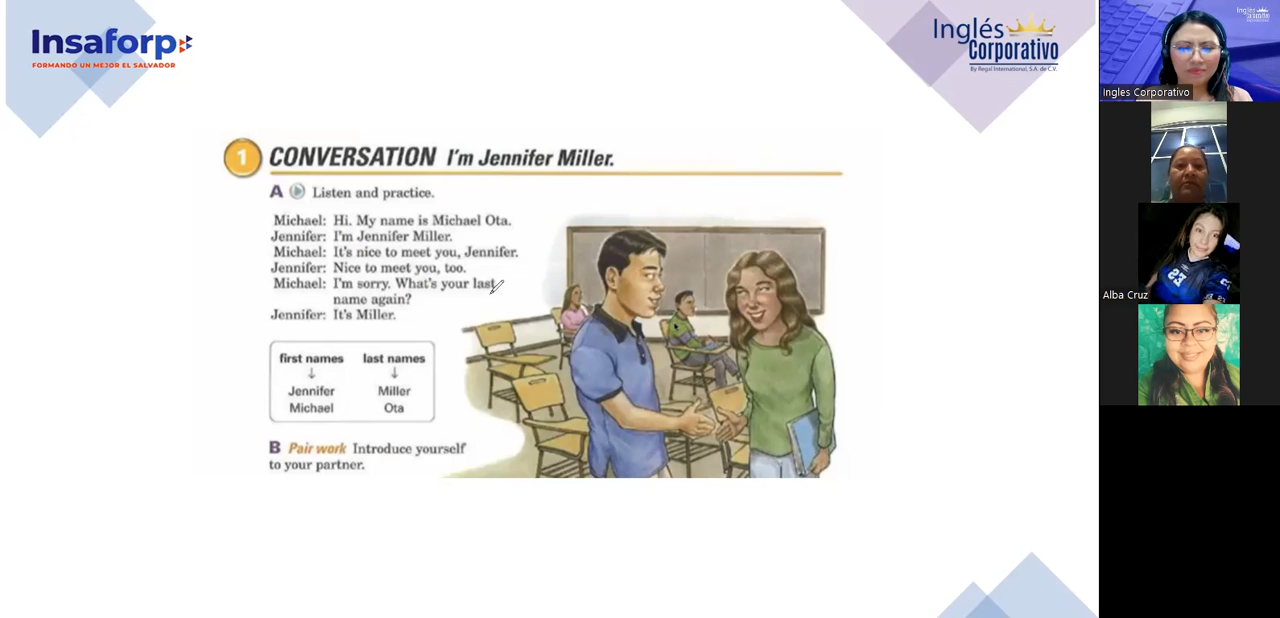 Insaforp
FORMANDO UN MEJOR EL SALVADOR
Inglés
Corporativo
By Regal International, S.A. de C.V.
1 CONVERSATION I'm Jennifer Miller.
A Listen and practice.
Michael: Hi. My name is Michael Ota.
Jennifer: I'm Jennifer Miller.
Michael: It's nice to meet you, Jennifer.
Jennifer: Nice to meet you, too.
Michael: I'm sorry. What's your last
name again?
Jennifer: It's Miller.
first names last names
↓ ↓
Jennifer Miller
Michael Ota
B Pair work Introduce yourself
to your partner.
Inglés
Ingles Corporativo
23
Alba Cruz